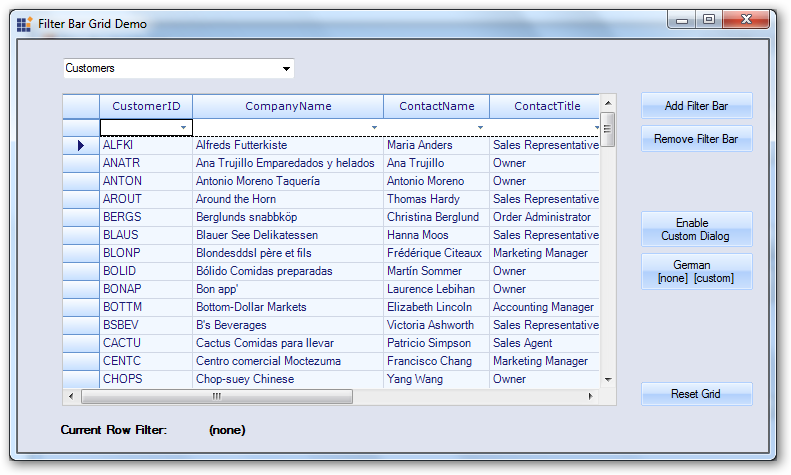 Filter Bar Grid Demo
Customers
CustomerID CompanyName ContactName ContactTitle
ALFKI Alfreds Futterkiste Maria Anders Sales Representative
ANATR Ana Trujillo Emparedados y helados Ana Trujillo Owner
ANTON Antonio Moreno Taquería Antonio Moreno Owner
AROUT Around the Horn Thomas Hardy Sales Representative
BERGS Berglunds snabbköp Christina Berglund Order Administrator
BLAUS Blauer See Delikatessen Hanna Moos Sales Representative
BLONP Blondesddsl père et fils Frédérique Citeaux Marketing Manager
BOLID Bólido Comidas preparadas Martín Sommer Owner
BONAP Bon app' Laurence Lebihan Owner
BOTTM Bottom-Dollar Markets Elizabeth Lincoln Accounting Manager
BSBEV B's Beverages Victoria Ashworth Sales Representative
CACTU Cactus Comidas para llevar Patricio Simpson Sales Agent
CENTC Centro comercial Moctezuma Francisco Chang Marketing Manager
CHOPS Chop-suey Chinese Yang Wang Owner
Add Filter Bar
Remove Filter Bar
Enable
Custom Dialog
German
[none] [custom]
Reset Grid
Current Row Filter: (none)